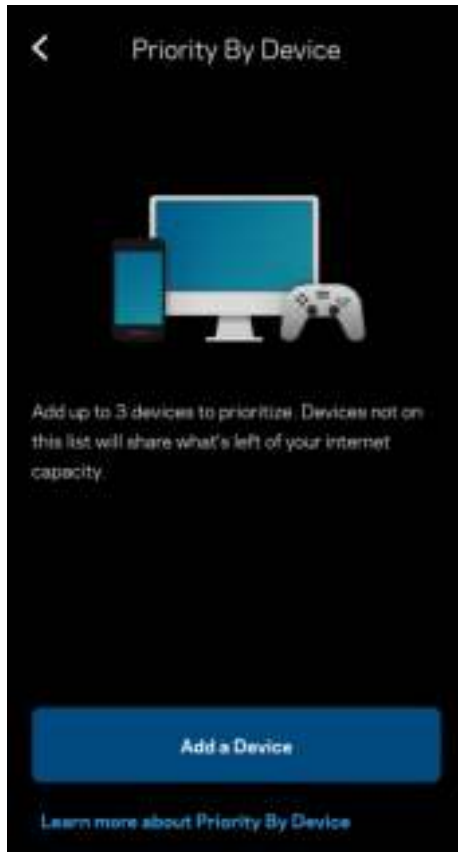 Priority By Device
Add up to 3 devices to prioritize. Devices not on
this list will share what's left of your internet
capacity.
Add a Device
Learn more about Priority By Device